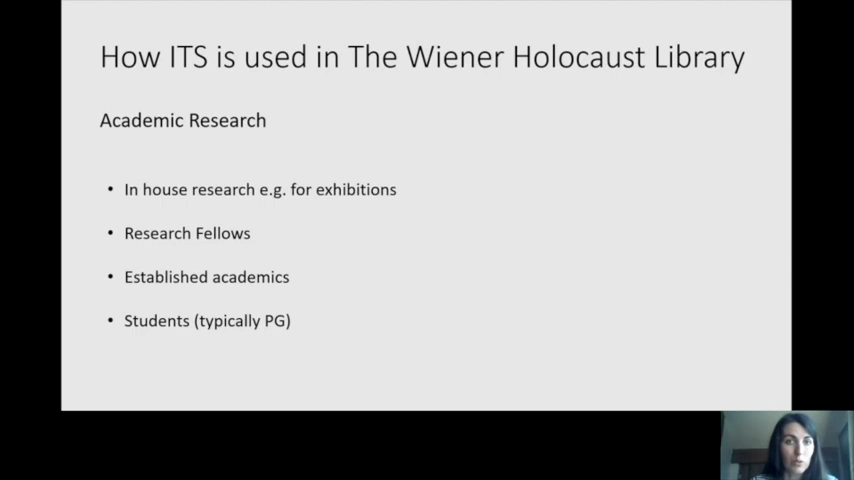 How ITS is used in The Wiener Holocaust Library
Academic Research
• In house research e.g. for exhibitions
• Research Fellows
• Established academics
• Students (typically PG)